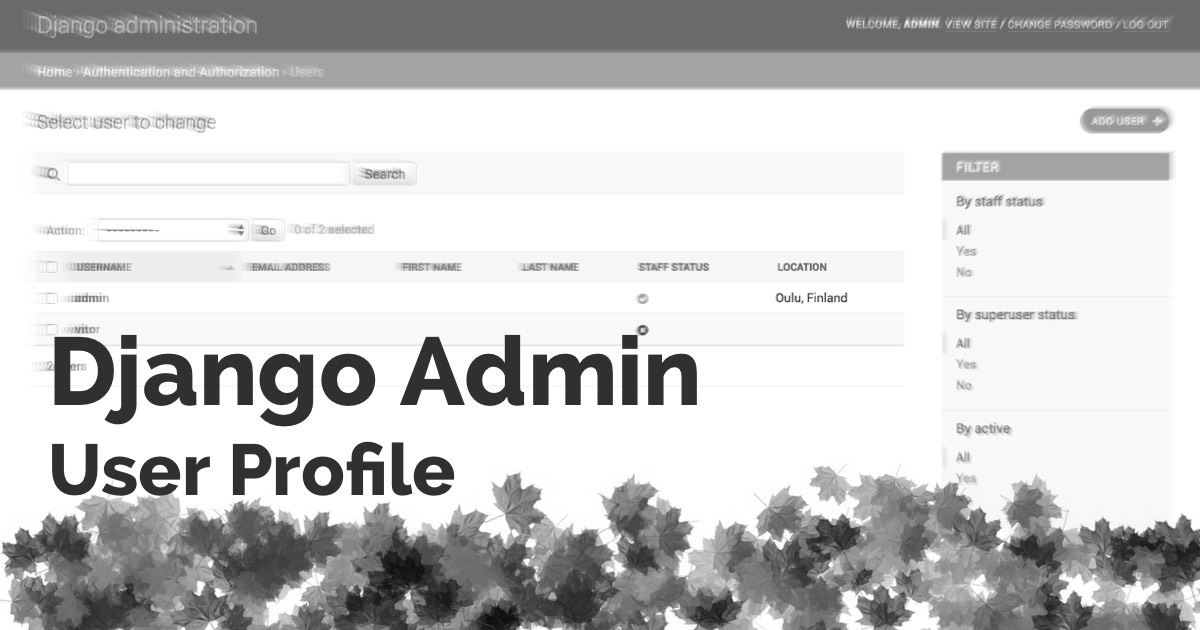 Django administration
WELCOME, ADMIN. VIEW SITE / CHANGE PASSWORD / LOG OUT
Home › Authentication and Authorization › Users
Select user to change
ADD USER +
Search
Action: --------- Go 0 of 2 selected
USERNAME EMAIL ADDRESS FIRST NAME LAST NAME STAFF STATUS LOCATION
admin Oulu, Finland
vitor
Django Admin
User Profile
FILTER
By staff status
All
Yes
No
By superuser status
All
Yes
No
By active
All
Yes